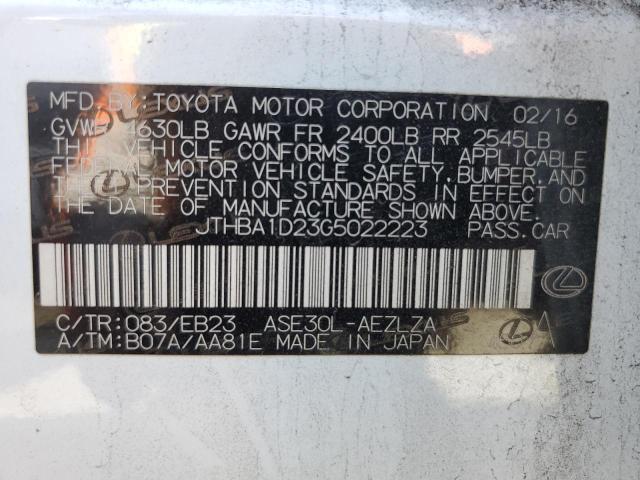 MFD.BY:TOYOTA MOTOR CORPORATION 02/16
GVWR 4630LB GAWR FR 2400LB RR 2545LB
THIS VEHICLE CONFORMS TO ALL APPLICABLE
FEDERAL MOTOR VEHICLE SAFETY,BUMPER,AND
THEFT PREVENTION STANDARDS IN EFFECT ON
THE DATE OF MANUFACTURE SHOWN ABOVE.
JTHBA1D23G5022223 PASS.CAR
C/TR:083/EB23 ASE30L-AEZLZA
A/TM:B07A/AA81E MADE IN JAPAN
A